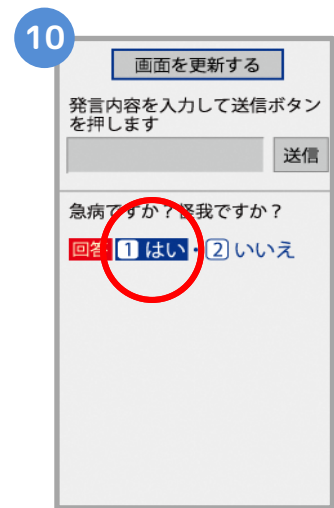 10
画面を更新する
発言内容を入力して送信ボタン
を押します
送信
急病ですか？怪我ですか？
回答 1 はい・2 いいえ